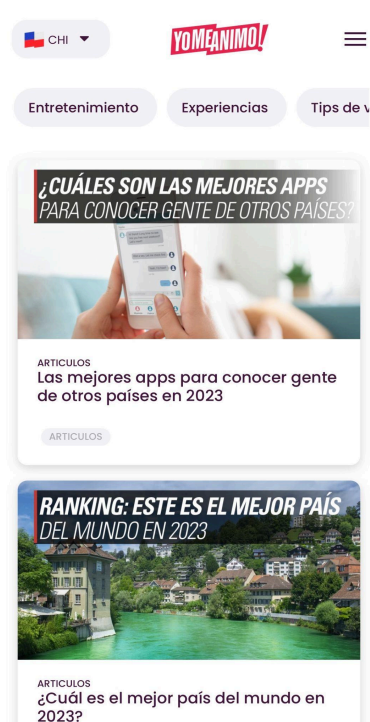 CHI
YOMEANIMO!
Entretenimiento Experiencias Tips de v
¿CUÁLES SON LAS MEJORES APPS
PARA CONOCER GENTE DE OTROS PAÍSES?
ARTICULOS
Las mejores apps para conocer gente
de otros países en 2023
ARTICULOS
RANKING: ESTE ES EL MEJOR PAÍS
DEL MUNDO EN 2023
ARTICULOS
¿Cuál es el mejor país del mundo en
2023?